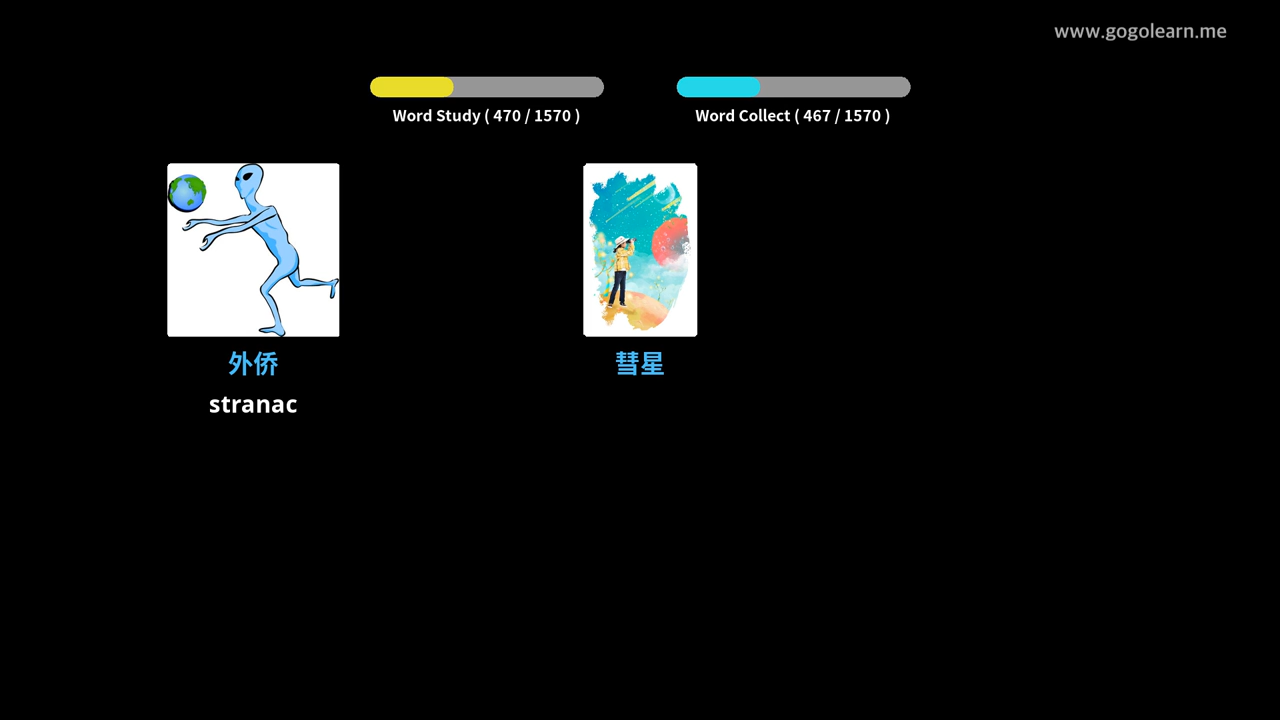 www.gogolearn.me
Word Study ( 470 / 1570 )
Word Collect ( 467 / 1570 )
外侨
彗星
stranac